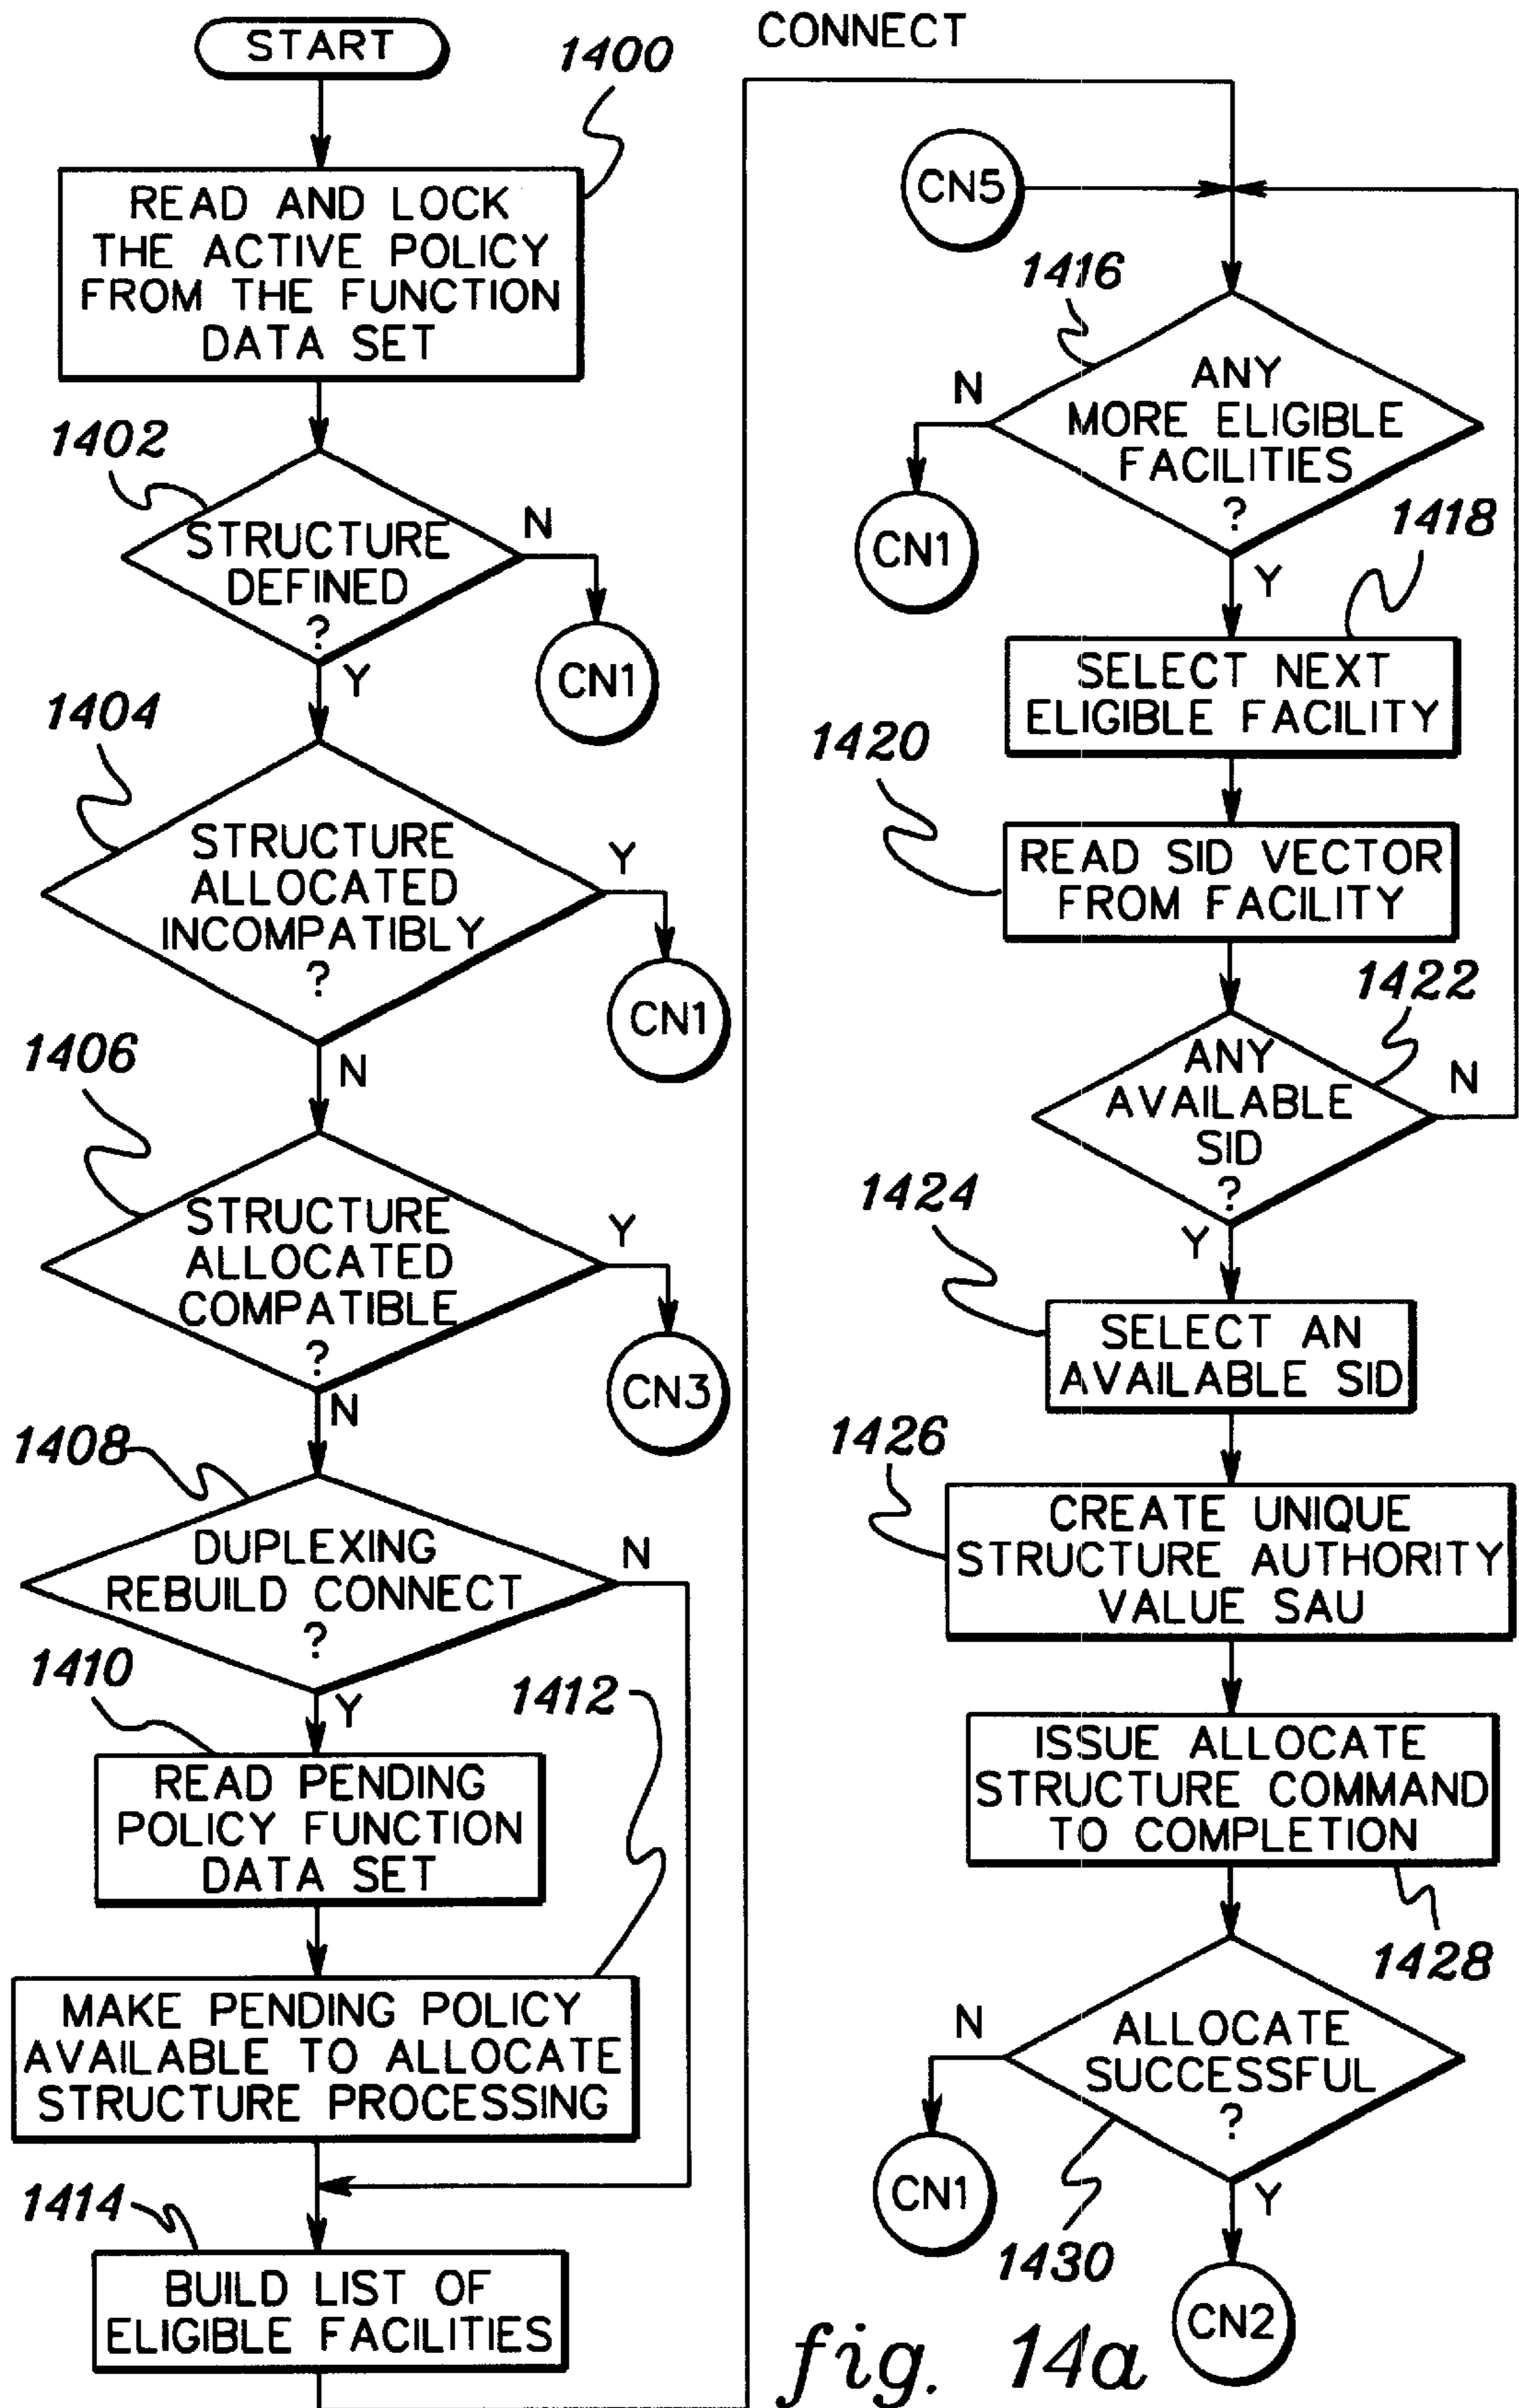 CONNECT
START
1400
READ AND LOCK
THE ACTIVE POLICY
FROM THE FUNCTION
DATA SET
1402
STRUCTURE
DEFINED
?
N
CN1
Y
1404
STRUCTURE
ALLOCATED
INCOMPATIBLY
?
Y
CN1
N
1406
STRUCTURE
ALLOCATED
COMPATIBLE
?
Y
CN3
N
1408
DUPLEXING
REBUILD CONNECT
?
N
Y
1410
READ PENDING
POLICY FUNCTION
DATA SET
1412
MAKE PENDING POLICY
AVAILABLE TO ALLOCATE
STRUCTURE PROCESSING
1414
BUILD LIST OF
ELIGIBLE FACILITIES
CN5
1416
ANY
MORE ELIGIBLE
FACILITIES
?
N
CN1
Y
1418
SELECT NEXT
ELIGIBLE FACILITY
1420
READ SID VECTOR
FROM FACILITY
1422
ANY
AVAILABLE
SID
?
N
Y
1424
SELECT AN
AVAILABLE SID
1426
CREATE UNIQUE
STRUCTURE AUTHORITY
VALUE SAU
ISSUE ALLOCATE
STRUCTURE COMMAND
TO COMPLETION
1428
ALLOCATE
SUCCESSFUL
?
N
CN1
1430
Y
CN2
fig. 14a